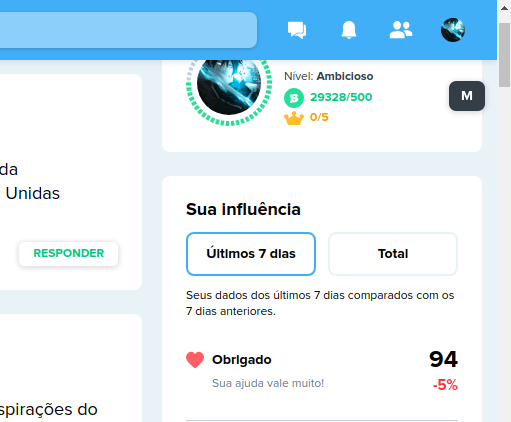 Nível: Ambicioso
29328/500
0/5
M
da
Unidas
RESPONDER
Sua influência
Últimos 7 dias
Total
Seus dados dos últimos 7 dias comparados com os
7 dias anteriores.
Obrigado
94
Sua ajuda vale muito!
-5%
spirações do